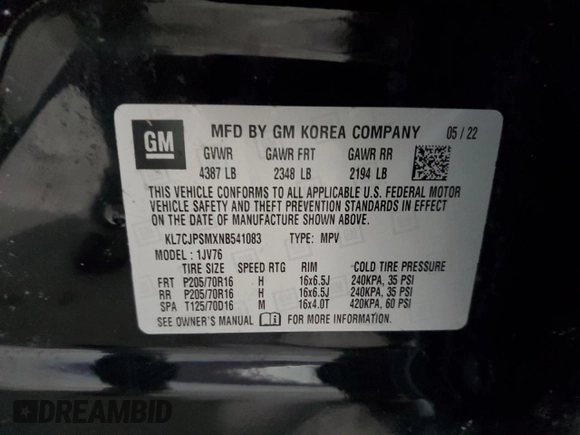 GM
MFD BY GM KOREA COMPANY 05 / 22
GVWR GAWR FRT GAWR RR
4387 LB 2348 LB 2194 LB
THIS VEHICLE CONFORMS TO ALL APPLICABLE U.S. FEDERAL MOTOR
VEHICLE SAFETY AND THEFT PREVENTION STANDARDS IN EFFECT
ON THE DATE OF MANUFACTURE SHOWN ABOVE.
KL7CJPSMXNB541083 TYPE: MPV
MODEL : 1JV76
TIRE SIZE SPEED RTG RIM COLD TIRE PRESSURE
FRT P205/70R16 H 16x6.5J 240KPA, 35 PSI
RR P205/70R16 H 16x6.5J 240KPA, 35 PSI
SPA T125/70D16 M 16x4.0T 420KPA, 60 PSI
SEE OWNER'S MANUAL FOR MORE INFORMATION
DREAMBID